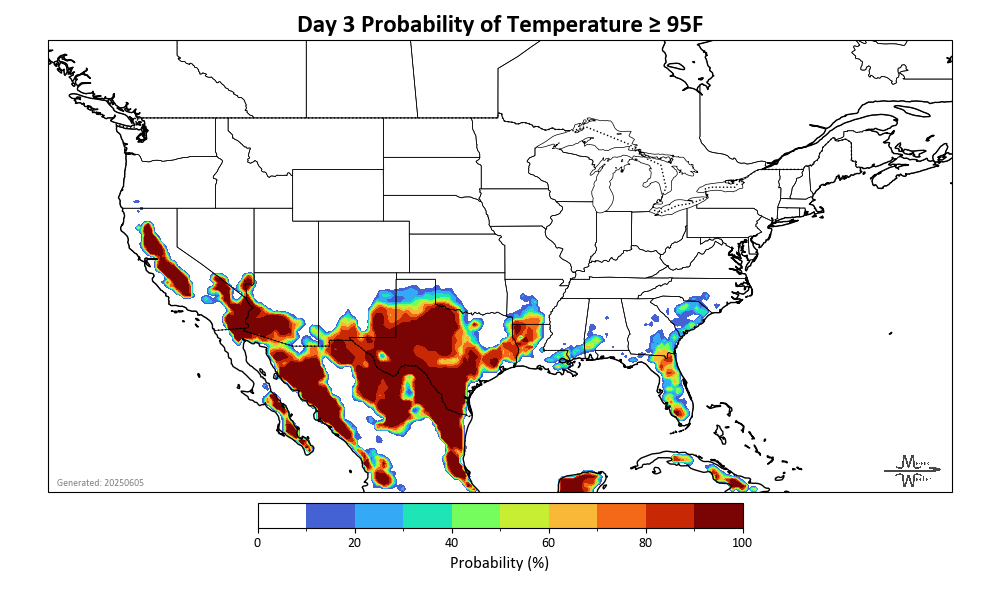 Day 3 Probability of Temperature ≥ 95F
Generated: 20250605
0 20 40 60 80 100
Probability (%)